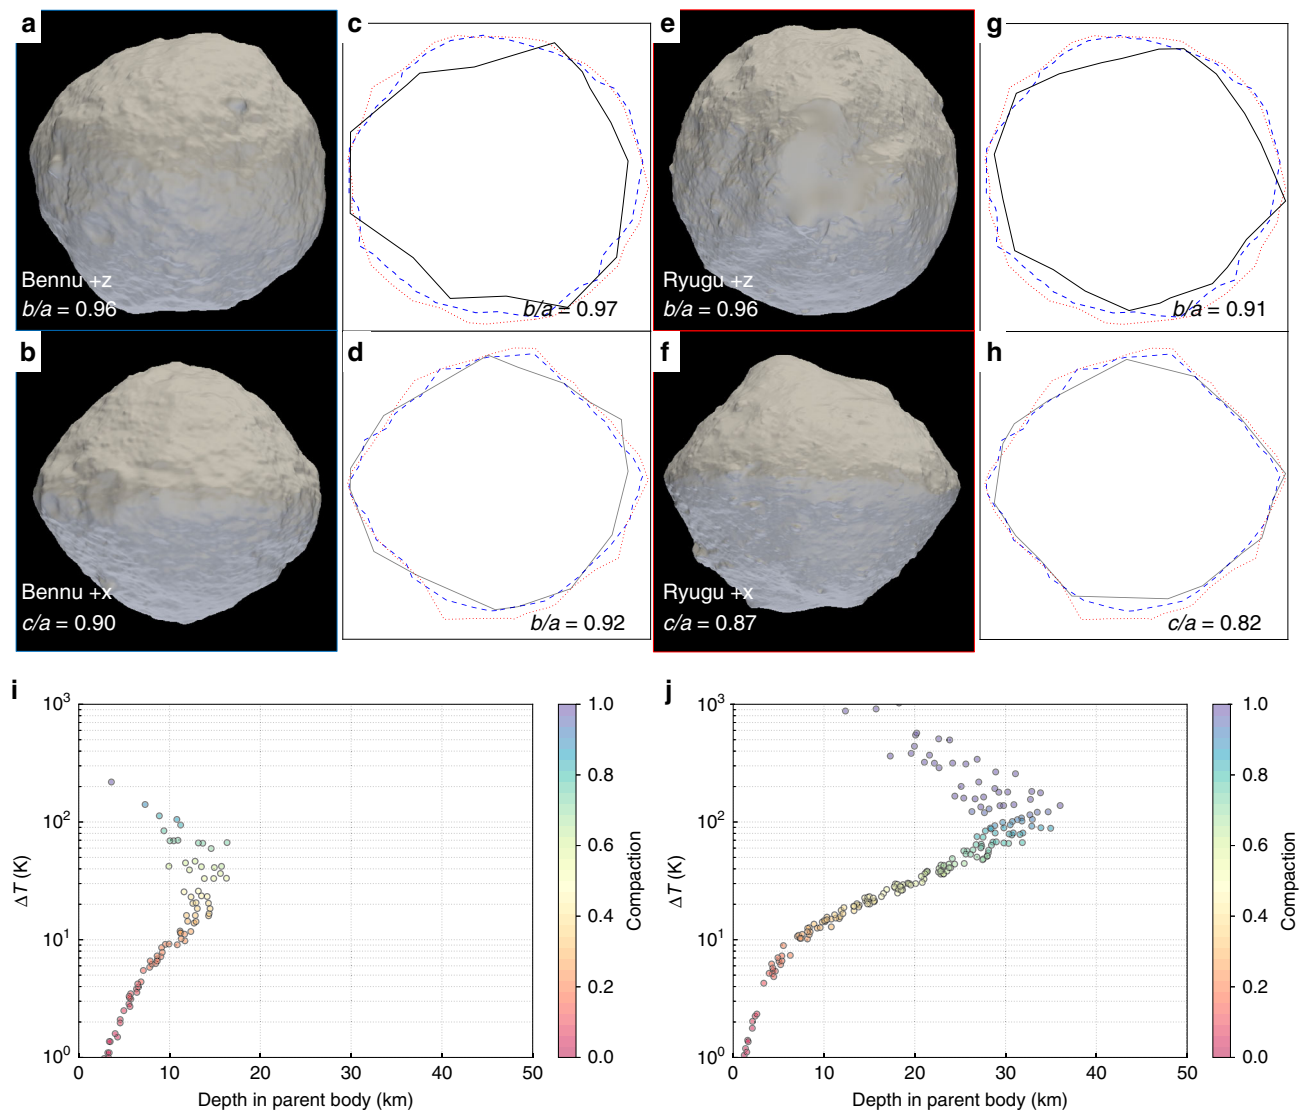 a
Bennu +z
b/a = 0.96
c
b/a = 0.97
e
Ryugu +z
b/a = 0.96
g
b/a = 0.91
b
Bennu +x
c/a = 0.90
d
b/a = 0.92
f
Ryugu +x
c/a = 0.87
h
c/a = 0.82
i
10³
10²
10¹
10⁰
ΔT (K)
0
10
20
30
40
50
Depth in parent body (km)
1.0
0.8
0.6
0.4
0.2
0.0
Compaction
j
10³
10²
10¹
10⁰
ΔT (K)
0
10
20
30
40
50
Depth in parent body (km)
1.0
0.8
0.6
0.4
0.2
0.0
Compaction